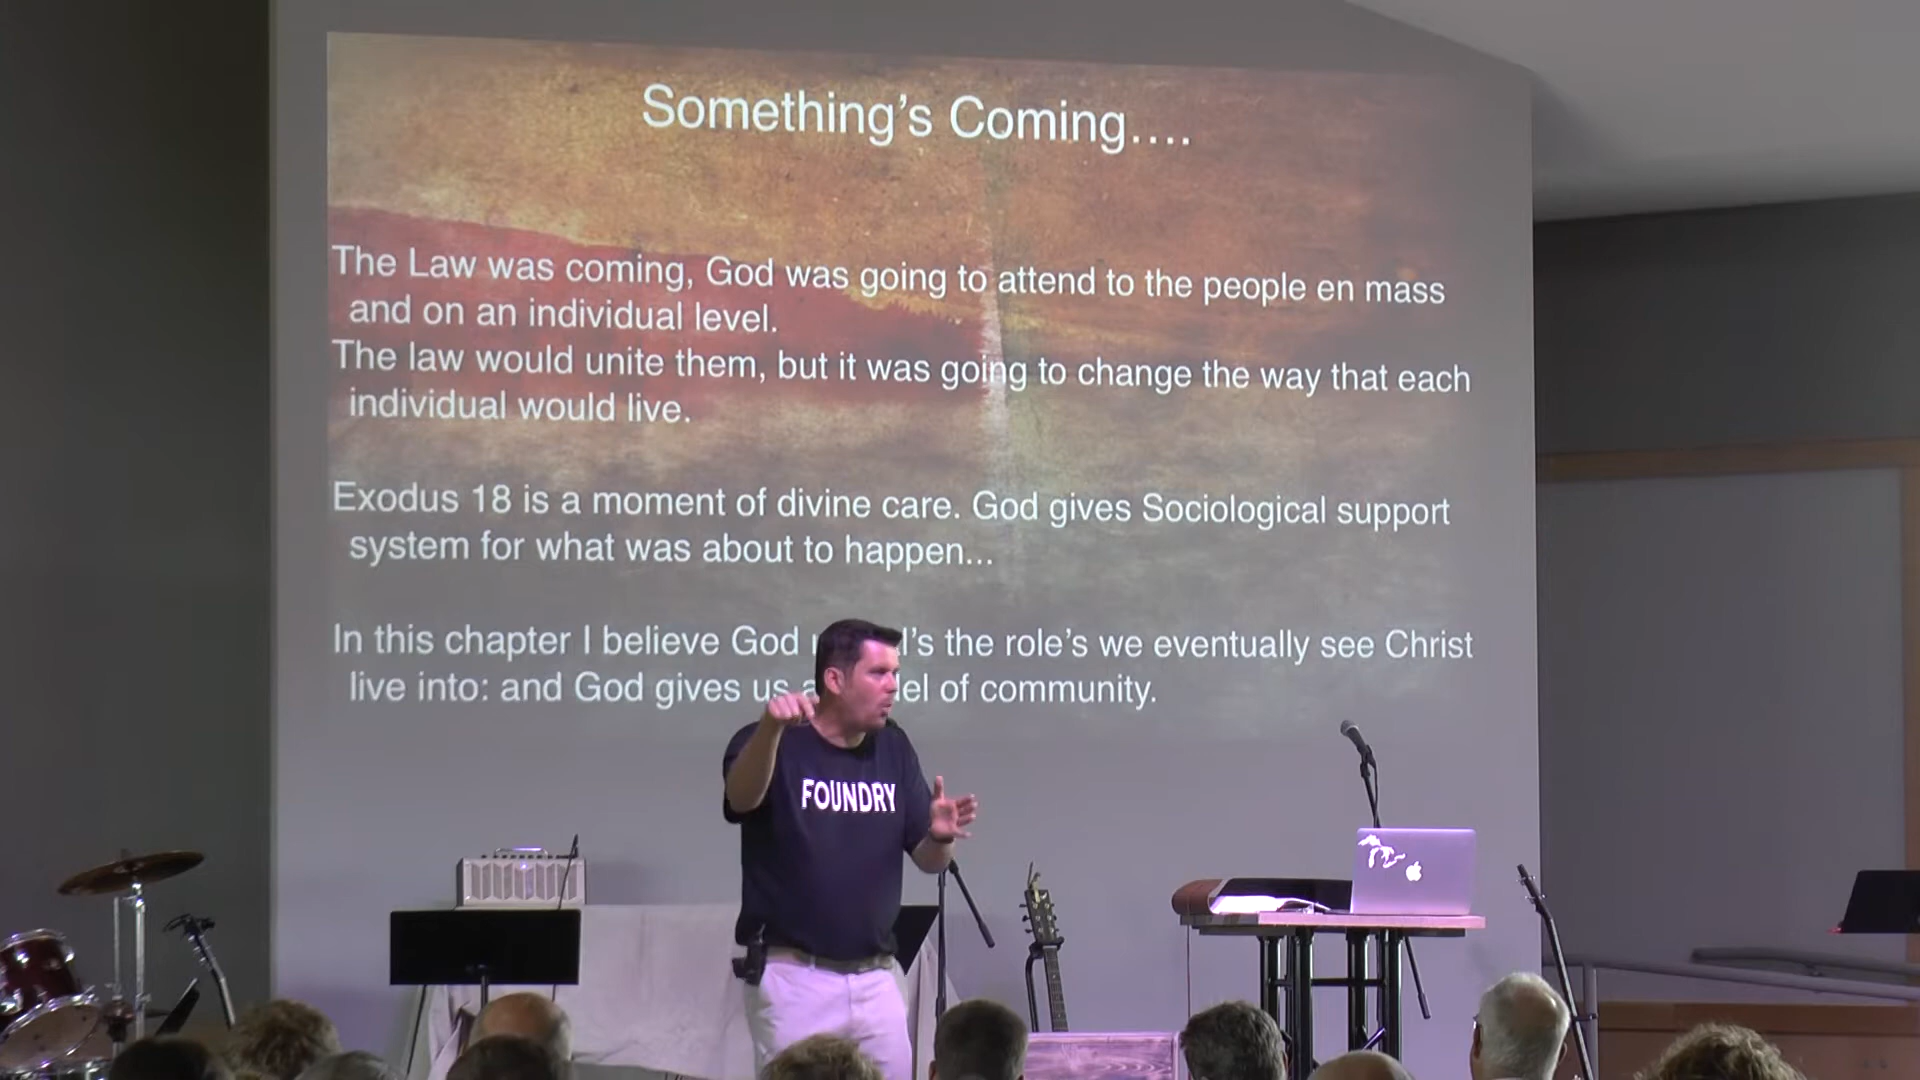 Something's Coming....
The Law was coming, God was going to attend to the people en mass
and on an individual level.
The law would unite them, but it was going to change the way that each
individual would live.
Exodus 18 is a moment of divine care. God gives Sociological support
system for what was about to happen...
In this chapter I believe God the role's we eventually see Christ
live into: and God gives us of community.
FOUNDRY